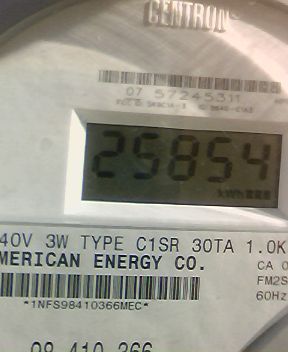 CENTRON
07 57245311
25854
kWh
40V 3W TYPE C1SR 30TA 1.0K
MERICAN ENERGY CO.
CA 0
FM2S
60Hz
*1NFS98410366MEC*
98 410 366